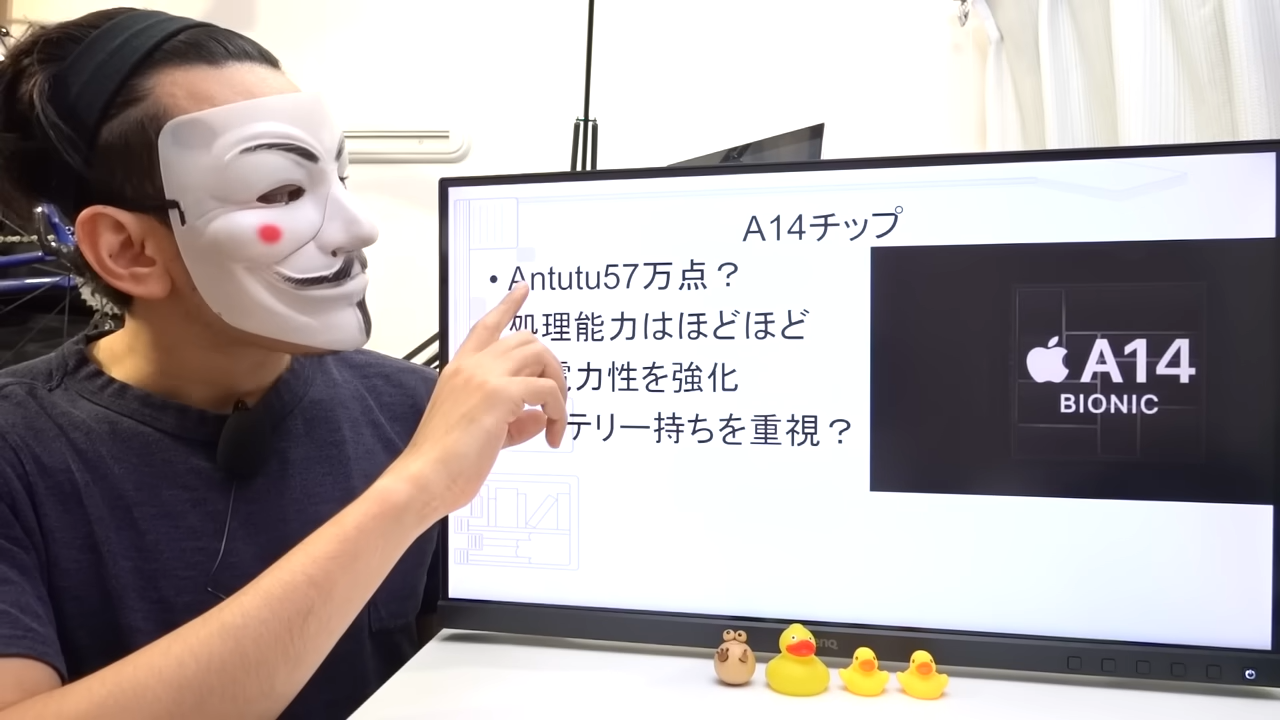 A14チップ
• Antutu57万点？
処理能力はほどほど
電力性を強化
テリー持ちを重視？
A14
BIONIC
BenQ